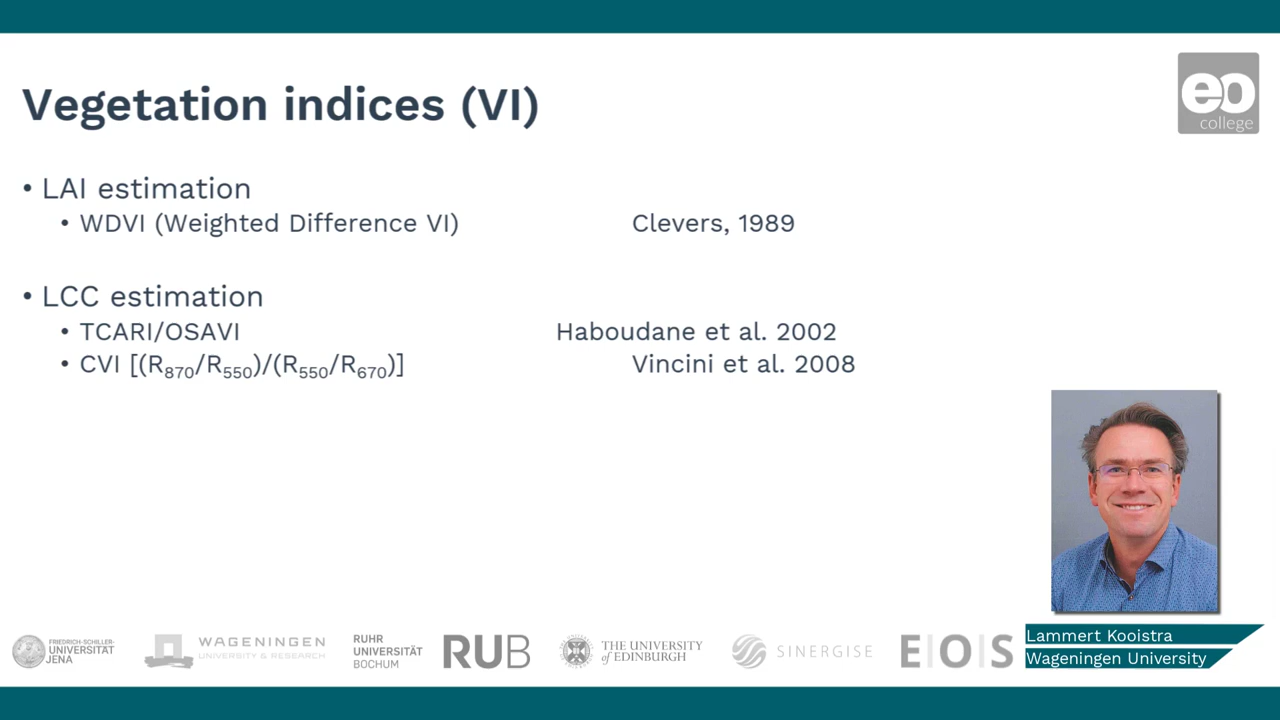 eo
college
Vegetation indices (VI)
• LAI estimation
• WDVI (Weighted Difference VI) Clevers, 1989
• LCC estimation
• TCARI/OSAVI Haboudane et al. 2002
• CVI [(R870/R550)/(R550/R670)] Vincini et al. 2008
FRIEDRICH-SCHILLER-
UNIVERSITÄT
JENA
WAGENINGEN
UNIVERSITY & RESEARCH
RUHR
UNIVERSITÄT
BOCHUM
RUB
THE UNIVERSITY
of EDINBURGH
SINERGISE
E|O|S
Lammert Kooistra
Wageningen University